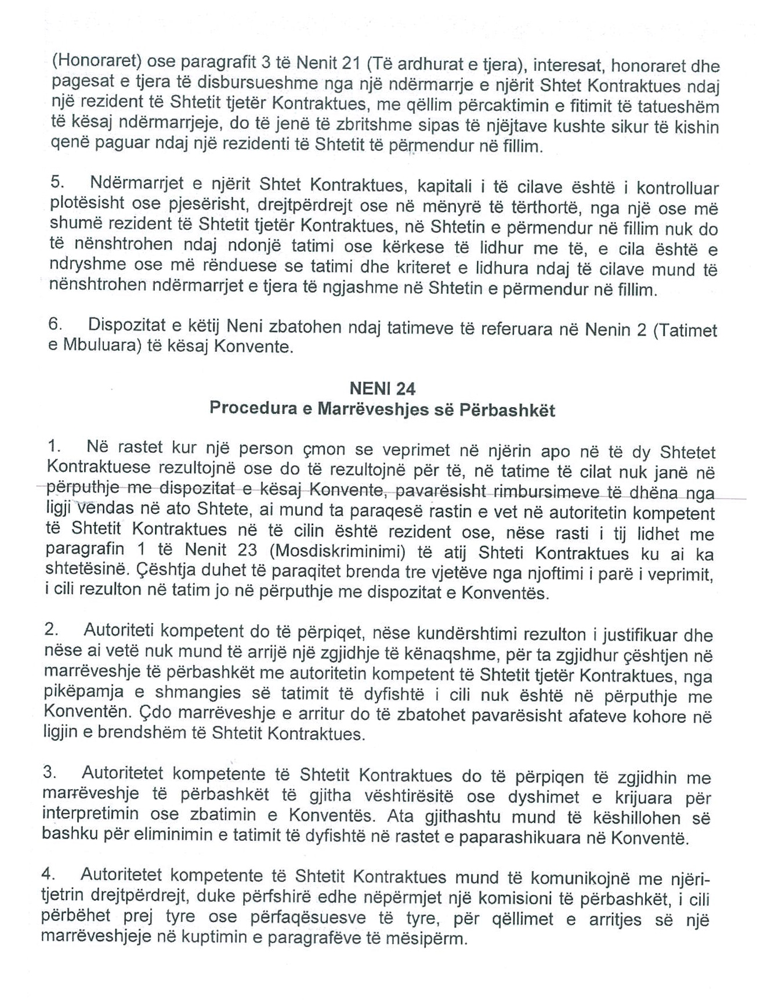 (Honoraret) ose paragrafit 3 të Nenit 21 (Të ardhurat e tjera), interesat, honoraret dhe
pagesat e tjera të disbursueshme nga një ndërmarrje e njërit Shtet Kontraktues ndaj
një rezident të Shtetit tjetër Kontraktues, me qëllim përcaktimin e fitimit të tatueshëm
të kësaj ndërmarrjeje, do të jenë të zbritshme sipas të njëjtave kushte sikur të kishin
qenë paguar ndaj një rezidenti të Shtetit të përmendur në fillim.
5. Ndërmarrjet e njërit Shtet Kontraktues, kapitali i të cilave është i kontrolluar
plotësisht ose pjesërisht, drejtpërdrejt ose në mënyrë të tërthortë, nga një ose më
shumë rezident të Shtetit tjetër Kontraktues, në Shtetin e përmendur në fillim nuk do
të nënshtrohen ndaj ndonjë tatimi ose kërkese të lidhur me të, e cila është e
ndryshme ose më rënduese se tatimi dhe kriteret e lidhura ndaj të cilave mund të
nënshtrohen ndërmarrjet e tjera të ngjashme në Shtetin e përmendur në fillim.
6. Dispozitat e këtij Neni zbatohen ndaj tatimeve të referuara në Nenin 2 (Tatimet
e Mbuluara) të kësaj Konvente.
NENI 24
Procedura e Marrëveshjes së Përbashkët
1. Në rastet kur një person çmon se veprimet në njërin apo në të dy Shtetet
Kontraktuese rezultojnë ose do të rezultojnë për të, në tatime të cilat nuk janë në
përputhje me dispozitat e kësaj Konvente, pavarësisht rimbursimeve të dhëna nga
ligji vendas në ato Shtete, ai mund ta paraqesë rastin e vet në autoritetin kompetent
të Shtetit Kontraktues në të cilin është rezident ose, nëse rasti i tij lidhet me
paragrafin 1 të Nenit 23 (Mosdiskriminimi) të atij Shteti Kontraktues ku ai ka
shtetësinë. Çështja duhet të paraqitet brenda tre vjetëve nga njoftimi i parë i veprimit,
i cili rezulton në tatim jo në përputhje me dispozitat e Konventës.
2. Autoriteti kompetent do të përpiqet, nëse kundërshtimi rezulton i justifikuar dhe
nëse ai vetë nuk mund të arrijë një zgjidhje të kënaqshme, për ta zgjidhur çështjen në
marrëveshje të përbashkët me autoritetin kompetent të Shtetit tjetër Kontraktues, nga
pikëpamja e shmangies së tatimit të dyfishtë i cili nuk është në përputhje me
Konventën. Çdo marrëveshje e arritur do të zbatohet pavarësisht afateve kohore në
ligjin e brendshëm të Shtetit Kontraktues.
3. Autoritetet kompetente të Shtetit Kontraktues do të përpiqen të zgjidhin me
marrëveshje të përbashkët të gjitha vështirësitë ose dyshimet e krijuara për
interpretimin ose zbatimin e Konventës. Ata gjithashtu mund të këshillohen së
bashku për eliminimin e tatimit të dyfishtë në rastet e paparashikuara në Konventë.
4. Autoritetet kompetente të Shtetit Kontraktues mund të komunikojnë me njëri-
tjetrin drejtpërdrejt, duke përfshirë edhe nëpërmjet një komisioni të përbashkët, i cili
përbëhet prej tyre ose përfaqësuesve të tyre, për qëllimet e arritjes së një
marrëveshjeje në kuptimin e paragrafëve të mësipërm.